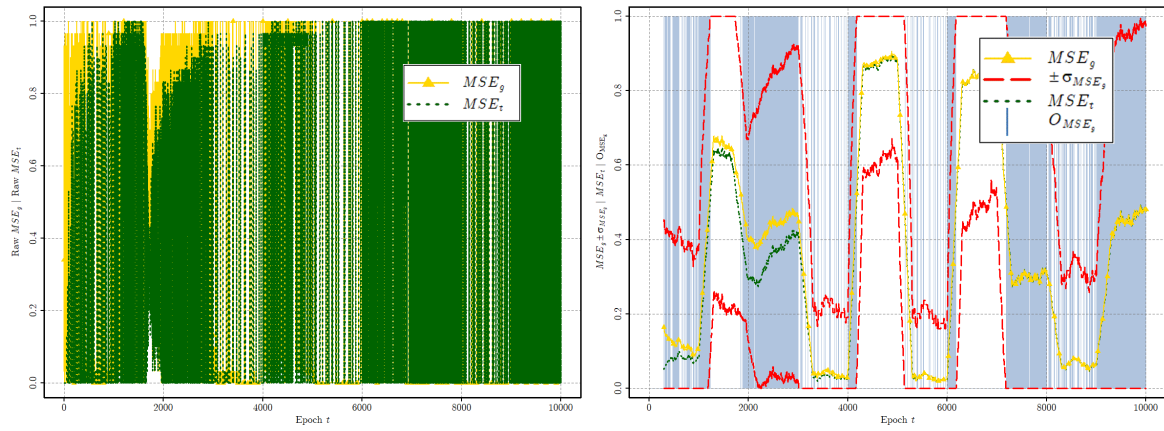 Raw MSE_g | Raw MSE_t
1.0
0.8
0.6
0.4
0.2
0.0
MSE_g
MSE_t
0 2000 4000 6000 8000 10000
Epoch t
MSE_g ± σ_MSE_g | MSE_t | O_MSE_g
1.0
0.8
0.6
0.4
0.2
0.0
MSE_g
±σ_MSE_g
MSE_t
O_MSE_g
0 2000 4000 6000 8000 10000
Epoch t